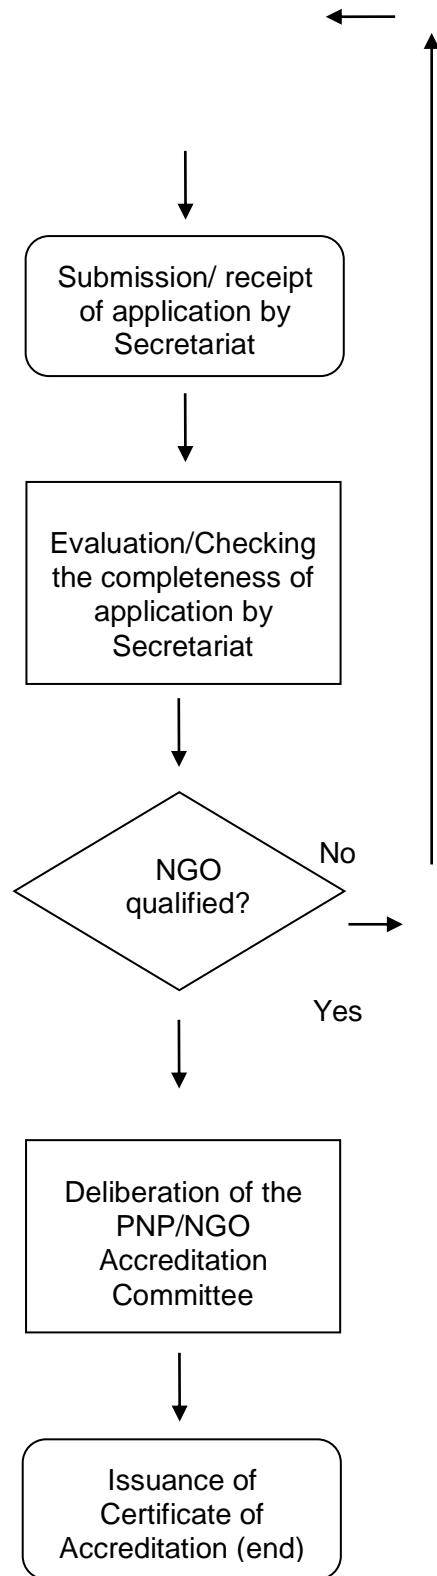 Submission/ receipt
of application by
Secretariat
Evaluation/Checking
the completeness of
application by
Secretariat
No
NGO
qualified?
Yes
Deliberation of the
PNP/NGO
Accreditation
Committee
Issuance of
Certificate of
Accreditation (end)